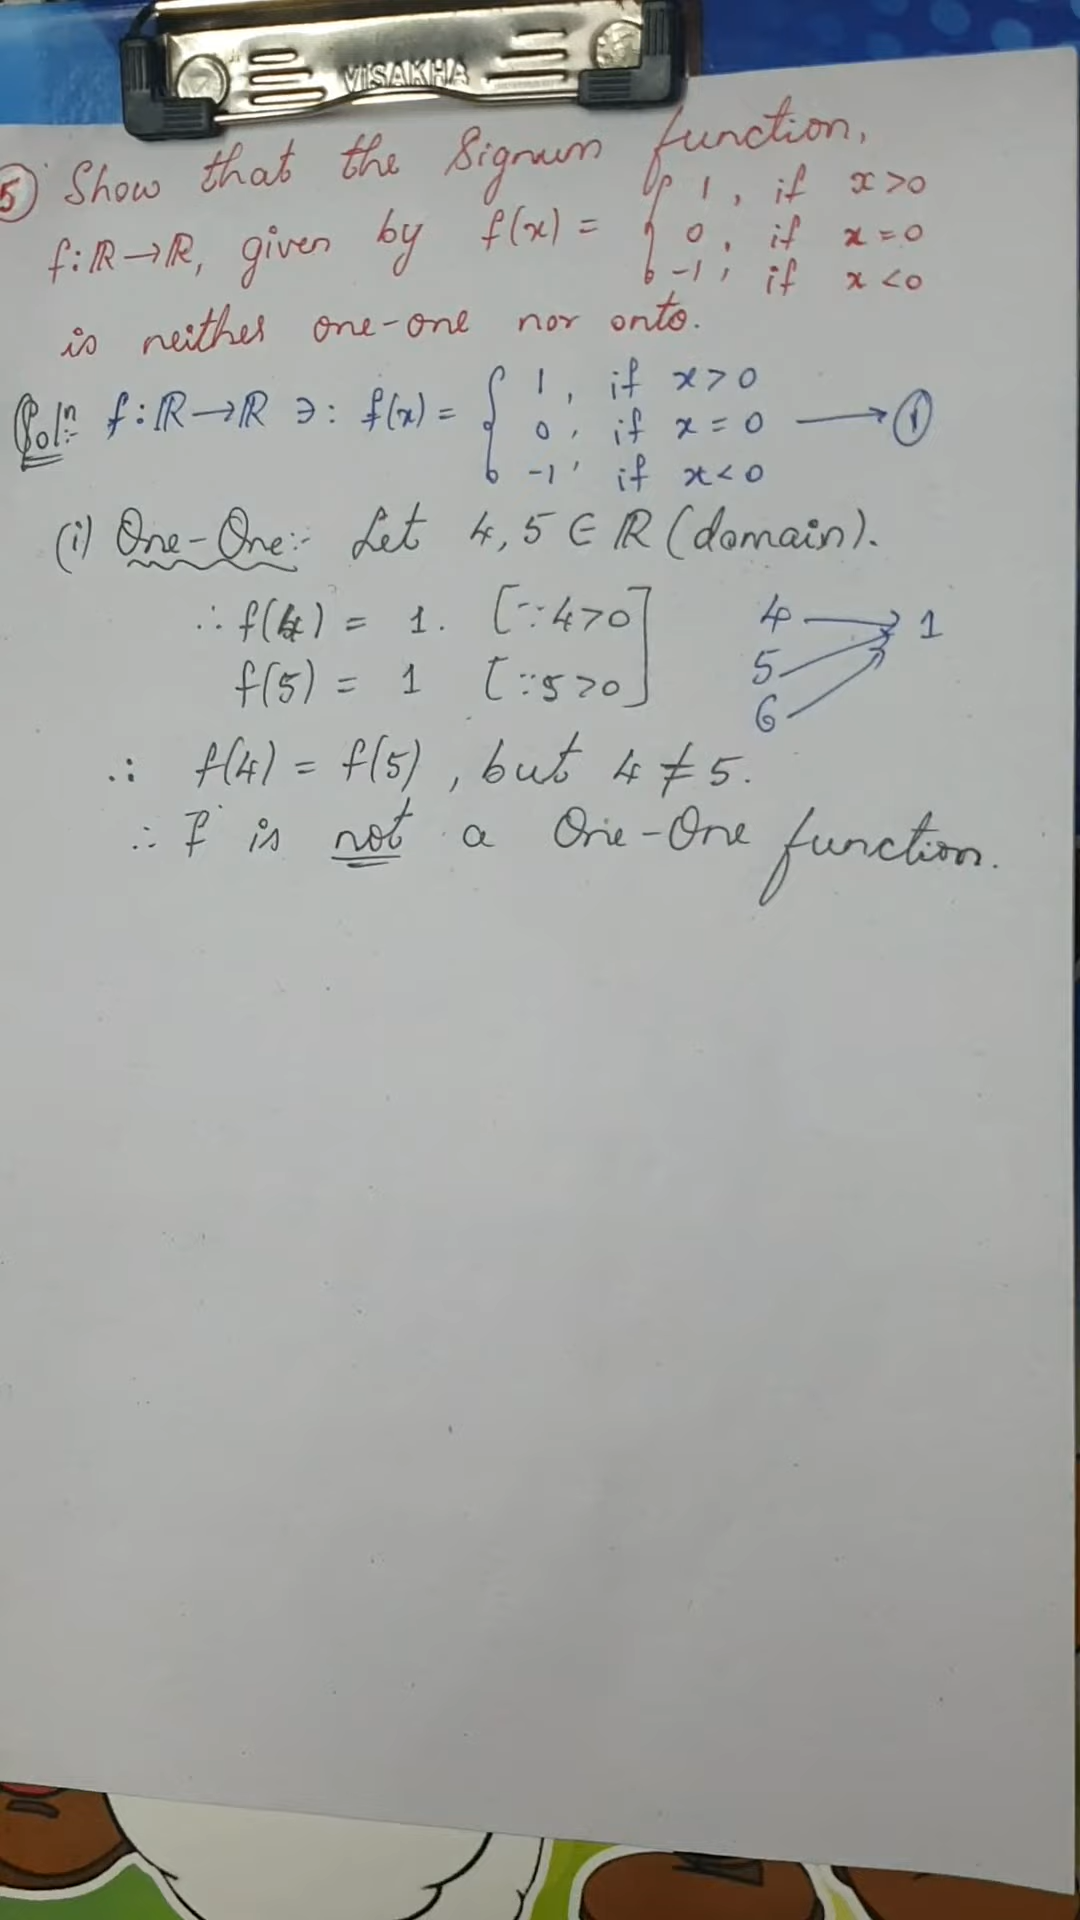 VISAKHA
5) Show that the Signum function,
f:ℝ→ℝ, given by f(x) = { 1, if x>0
0, if x=0
-1, if x<0
is neither one-one nor onto.
Solⁿ:- f:ℝ→ℝ ∋: f(x) = { 1, if x>0
0, if x=0 ⟶ ①
-1, if x<0
(i) One-One:- Let 4, 5 ∈ ℝ (domain).
∴ f(4) = 1. [∵4>0]
f(5) = 1 [∵5>0]
4 → 1
5
6
∴ f(4) = f(5), but 4 ≠ 5.
∴ f is not a One-One function.